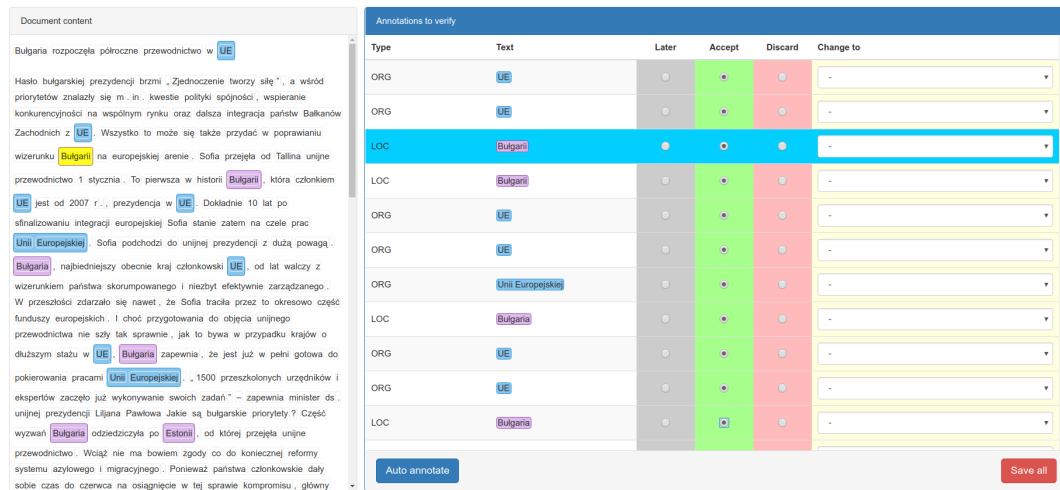 Document content
Bułgaria rozpoczęła półroczne przewodnictwo w UE
Hasło bułgarskiej prezydencji brzmi „ Zjednoczenie tworzy siłę ” , a wśród
priorytetów znalazły się m . in . kwestie polityki spójności , wspieranie
konkurencyjności na wspólnym rynku oraz dalsza integracja państw Bałkanów
Zachodnich z UE . Wszystko to może się także przydać w poprawianiu
wizerunku Bułgarii na europejskiej arenie . Sofia przejęła od Tallina unijne
przewodnictwo 1 stycznia . To pierwsza w historii Bułgarii , która członkiem
UE jest od 2007 r . , prezydencja w UE . Dokładnie 10 lat po
sfinalizowaniu integracji europejskiej Sofia stanie zatem na czele prac
Unii Europejskiej . Sofia podchodzi do unijnej prezydencji z dużą powagą .
Bułgaria , najbiedniejszy obecnie kraj członkowski UE , od lat walczy z
wizerunkiem państwa skorumpowanego i niezbyt efektywnie zarządzanego .
W przeszłości zdarzało się nawet , że Sofia traciła przez to okresowo część
funduszy europejskich . I choć przygotowania do objęcia unijnego
przewodnictwa nie szły tak sprawnie , jak to bywa w przypadku krajów o
dłuższym stażu w UE , Bułgaria zapewnia , że jest już w pełni gotowa do
pokierowania pracami Unii Europejskiej . „ 1500 przeszkolonych urzędników i
ekspertów zaczęło już wykonywanie swoich zadań ” – zapewnia minister ds .
unijnej prezydencji Liljana Pawłowa Jakie są bułgarskie priorytety ? Część
wyzwań Bułgaria odziedziczyła po Estonii , od której przejęła unijne
przewodnictwo . Wciąż nie ma bowiem zgody co do koniecznej reformy
systemu azylowego i migracyjnego . Ponieważ państwa członkowskie dały
sobie czas do czerwca na osiągnięcie w tej sprawie kompromisu , główny
Annotations to verify
Type Text Later Accept Discard Change to
ORG UE -
ORG UE -
LOC Bułgarii -
LOC Bułgarii -
ORG UE -
ORG UE -
ORG Unii Europejskiej -
LOC Bułgaria -
ORG UE -
ORG UE -
LOC Bułgaria -
Auto annotate Save all